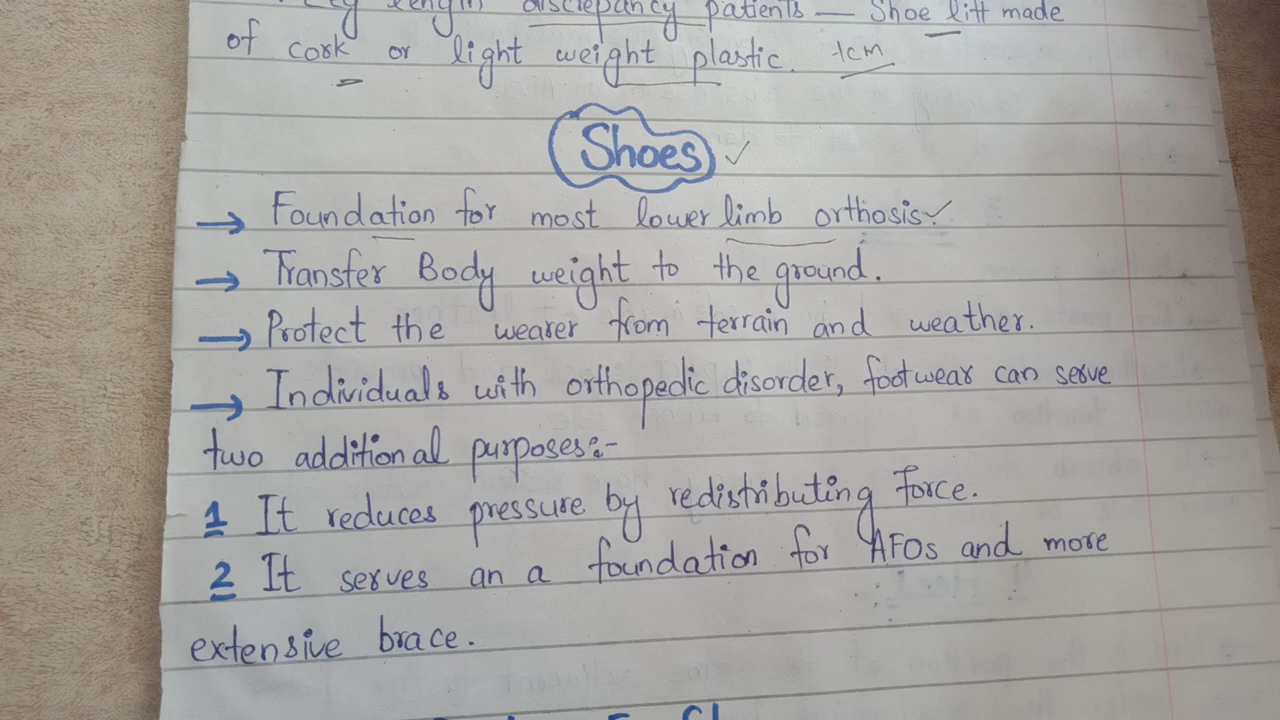 length discrepancy patients — Shoe lift made
of cork or light weight plastic. 1cm
Shoes ✓
→ Foundation for most lower limb orthosis ✓
→ Transfer Body weight to the ground.
→ Protect the wearer from terrain and weather.
→ Individuals with orthopedic disorder, footwear can serve
two additional purposes:-
1 It reduces pressure by redistributing force.
2 It serves an a foundation for AFOs and more
extensive brace.